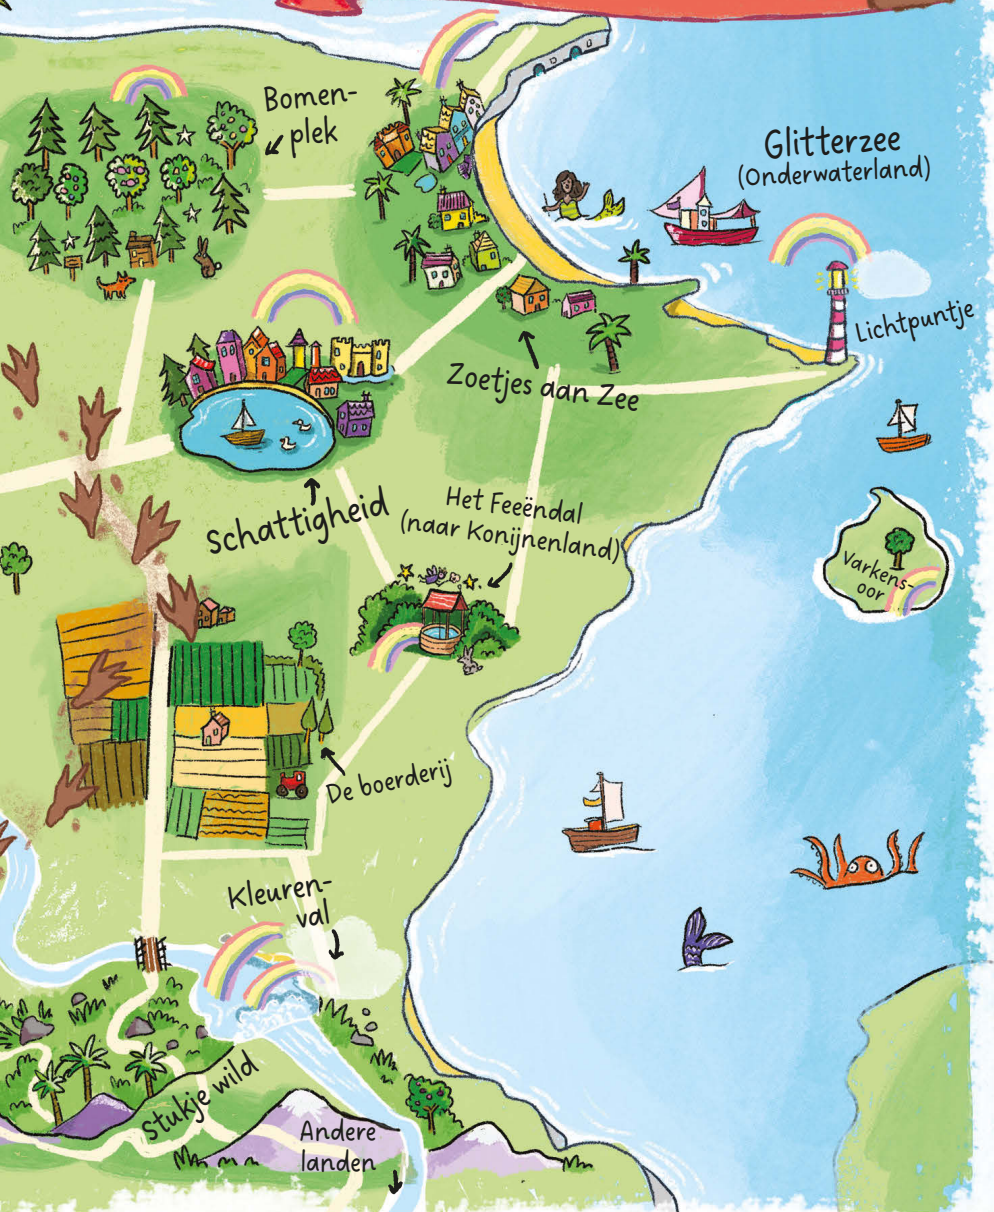 Bomen-
plek
Glitterzee
(Onderwaterland)
Lichtpuntje
Zoetjes aan Zee
Schattigheid
Het Feeëndal
(naar Konijnenland)
Varkens-
oor
De boerderij
Kleuren-
val
Stukje wild
Andere
landen